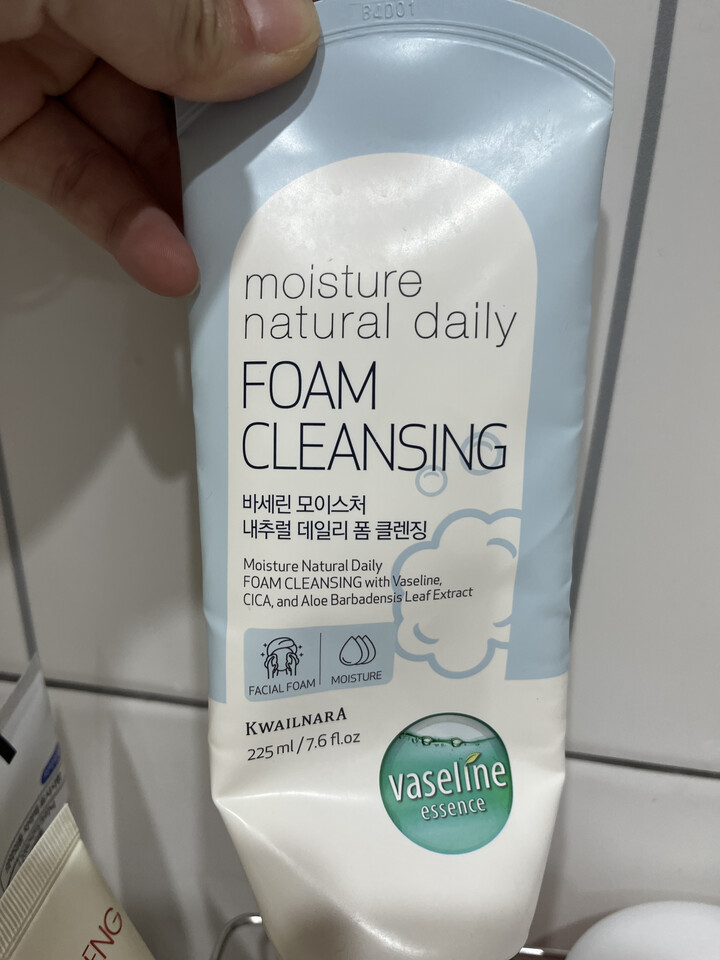 B4D01
moisture
natural daily
FOAM
CLEANSING
바세린 모이스처
내추럴 데일리 폼 클렌징
Moisture Natural Daily
FOAM CLEANSING with Vaseline,
CICA, and Aloe Barbadensis Leaf Extract
FACIAL FOAM
MOISTURE
KWAILNARA
225 ml / 7.6 fl.oz
vaseline
essence